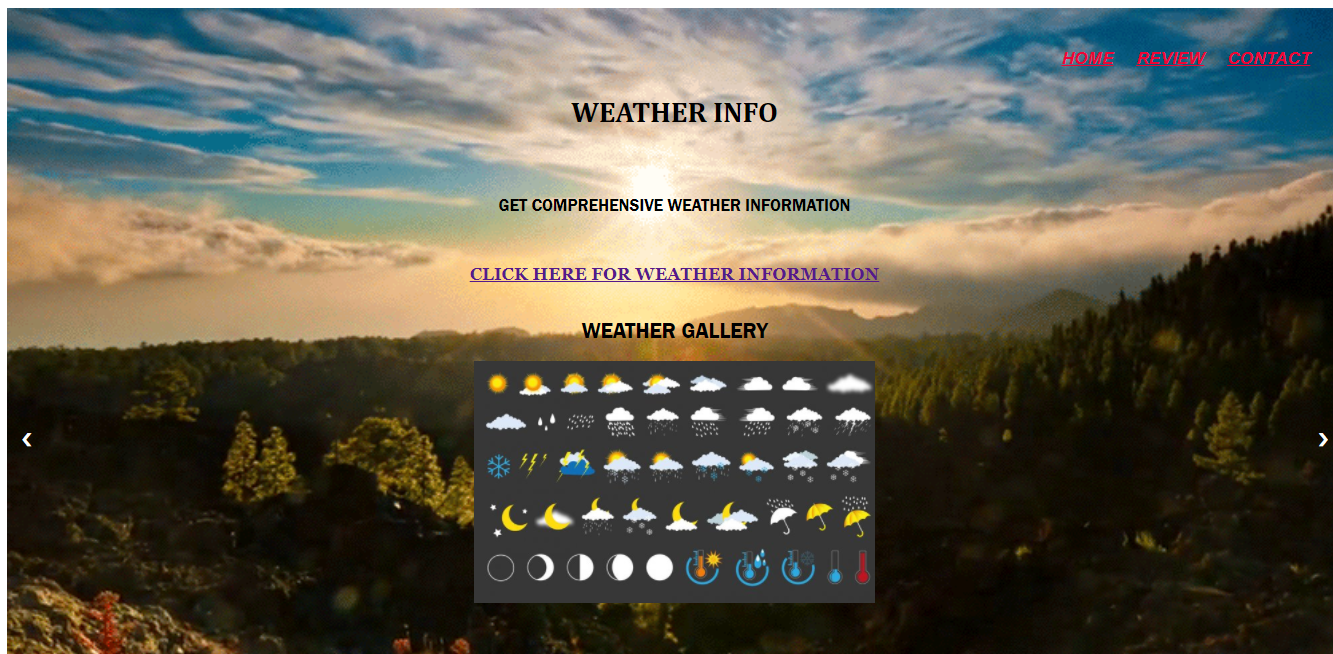 HOME REVIEW CONTACT
WEATHER INFO
GET COMPREHENSIVE WEATHER INFORMATION
CLICK HERE FOR WEATHER INFORMATION
WEATHER GALLERY
❮ ❯